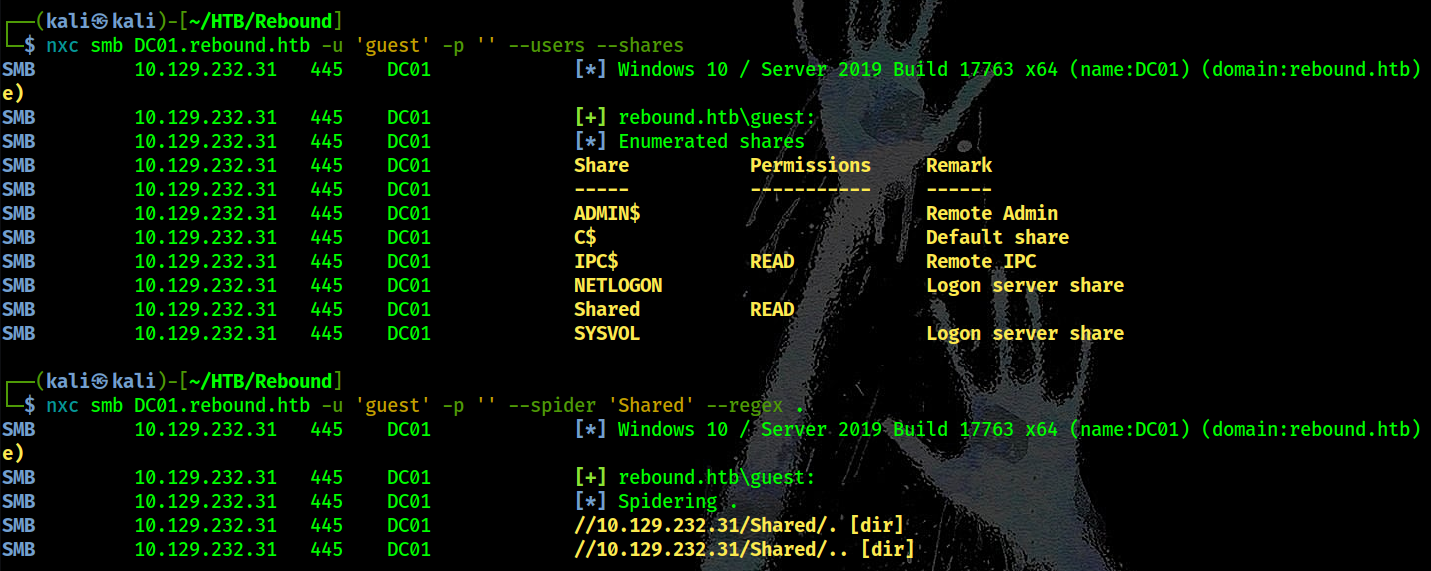 ┌──(kali㉿kali)-[~/HTB/Rebound]
└─$ nxc smb DC01.rebound.htb -u 'guest' -p '' --users --shares
SMB         10.129.232.31   445    DC01             [*] Windows 10 / Server 2019 Build 17763 x64 (name:DC01) (domain:rebound.htb)
e)
SMB         10.129.232.31   445    DC01             [+] rebound.htb\guest:
SMB         10.129.232.31   445    DC01             [*] Enumerated shares
SMB         10.129.232.31   445    DC01             Share           Permissions     Remark
SMB         10.129.232.31   445    DC01             -----           -----------     ------
SMB         10.129.232.31   445    DC01             ADMIN$                          Remote Admin
SMB         10.129.232.31   445    DC01             C$                              Default share
SMB         10.129.232.31   445    DC01             IPC$            READ            Remote IPC
SMB         10.129.232.31   445    DC01             NETLOGON                        Logon server share
SMB         10.129.232.31   445    DC01             Shared          READ
SMB         10.129.232.31   445    DC01             SYSVOL                          Logon server share
┌──(kali㉿kali)-[~/HTB/Rebound]
└─$ nxc smb DC01.rebound.htb -u 'guest' -p '' --spider 'Shared' --regex .
SMB         10.129.232.31   445    DC01             [*] Windows 10 / Server 2019 Build 17763 x64 (name:DC01) (domain:rebound.htb)
e)
SMB         10.129.232.31   445    DC01             [+] rebound.htb\guest:
SMB         10.129.232.31   445    DC01             [*] Spidering .
SMB         10.129.232.31   445    DC01             //10.129.232.31/Shared/. [dir]
SMB         10.129.232.31   445    DC01             //10.129.232.31/Shared/.. [dir]